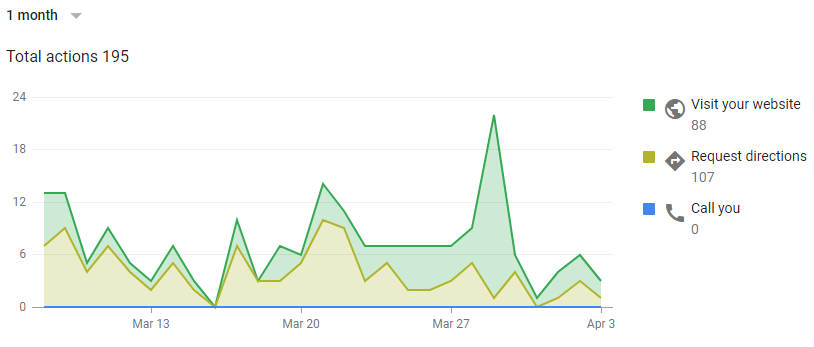 1 month
Total actions 195
24
18
12
6
0
Mar 13
Mar 20
Mar 27
Apr 3
Visit your website
88
Request directions
107
Call you
0